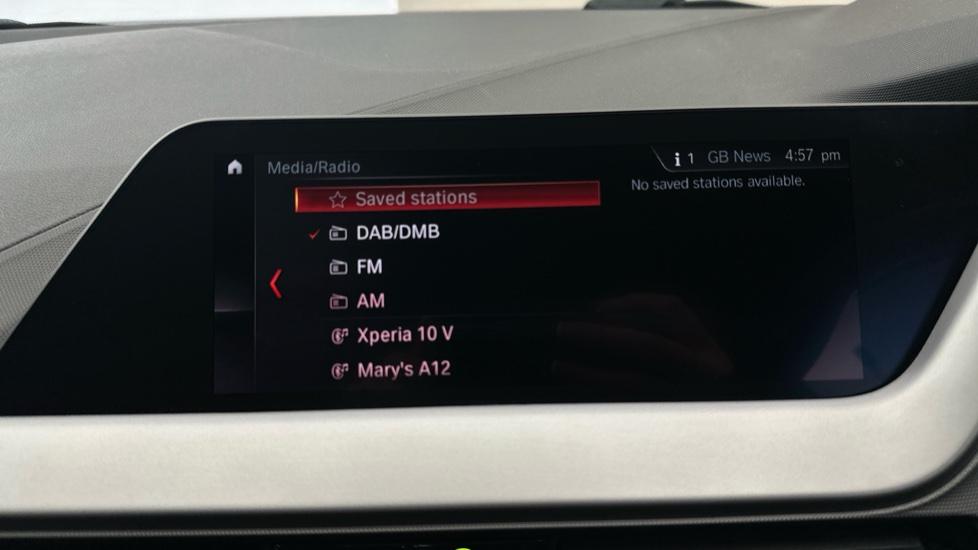 Media/Radio
i 1 GB News 4:57 pm
Saved stations
No saved stations available.
DAB/DMB
FM
AM
Xperia 10 V
Mary's A12